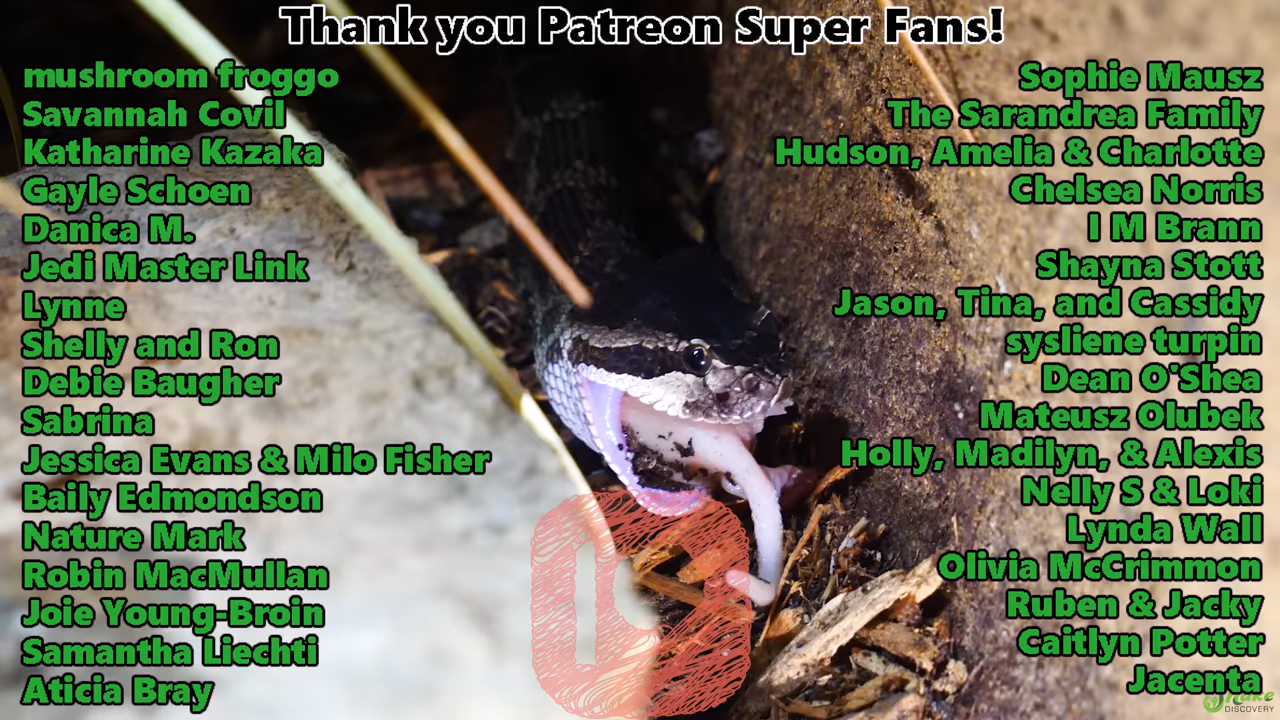 Thank you Patreon Super Fans!
mushroom froggo
Savannah Covil
Katharine Kazaka
Gayle Schoen
Danica M.
Jedi Master Link
Lynne
Shelly and Ron
Debie Baugher
Sabrina
Jessica Evans & Milo Fisher
Baily Edmondson
Nature Mark
Robin MacMullan
Joie Young-Broin
Samantha Liechti
Aticia Bray
Sophie Mausz
The Sarandrea Family
Hudson, Amelia & Charlotte
Chelsea Norris
I M Brann
Shayna Stott
Jason, Tina, and Cassidy
sysliene turpin
Dean O'Shea
Mateusz Olubek
Holly, Madilyn, & Alexis
Nelly S & Loki
Lynda Wall
Olivia McCrimmon
Ruben & Jacky
Caitlyn Potter
Jacenta
Snake
DISCOVERY